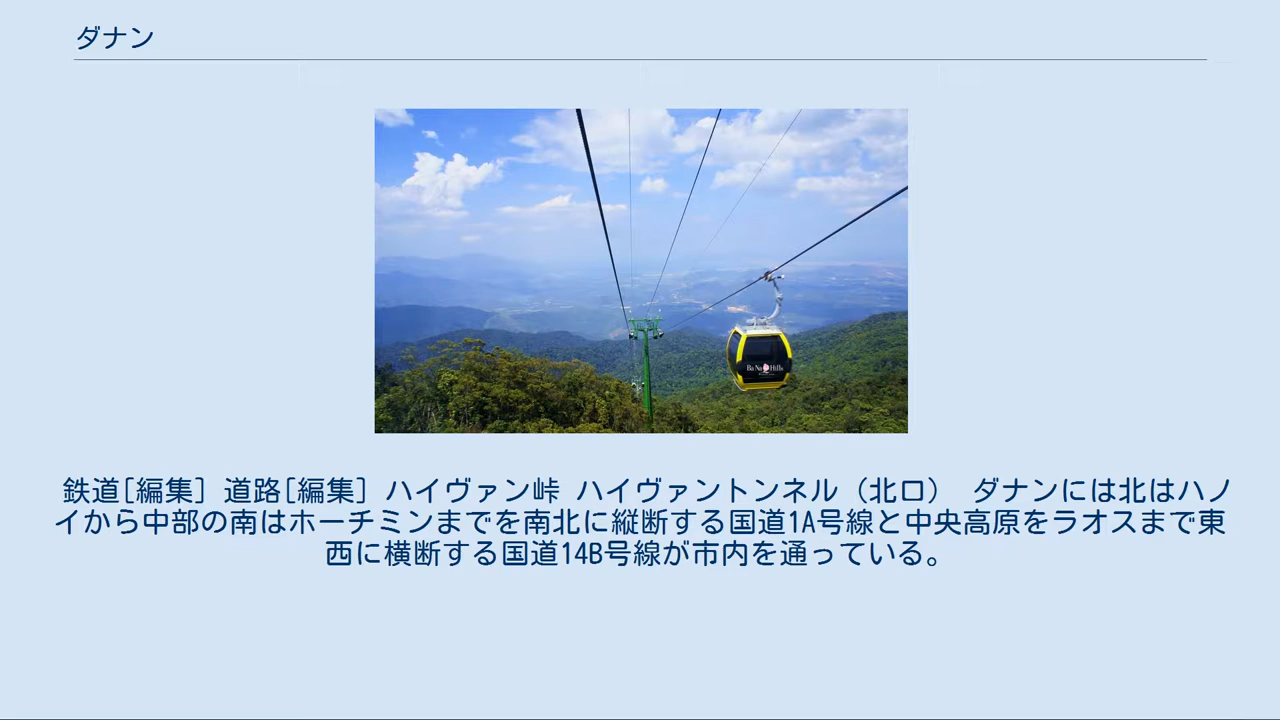 ダナン
Ba Na Hills
鉄道[編集] 道路[編集] ハイヴァン峠 ハイヴァントンネル（北口） ダナンには北はハノ
イから中部の南はホーチミンまでを南北に縦断する国道1A号線と中央高原をラオスまで東
西に横断する国道14B号線が市内を通っている。